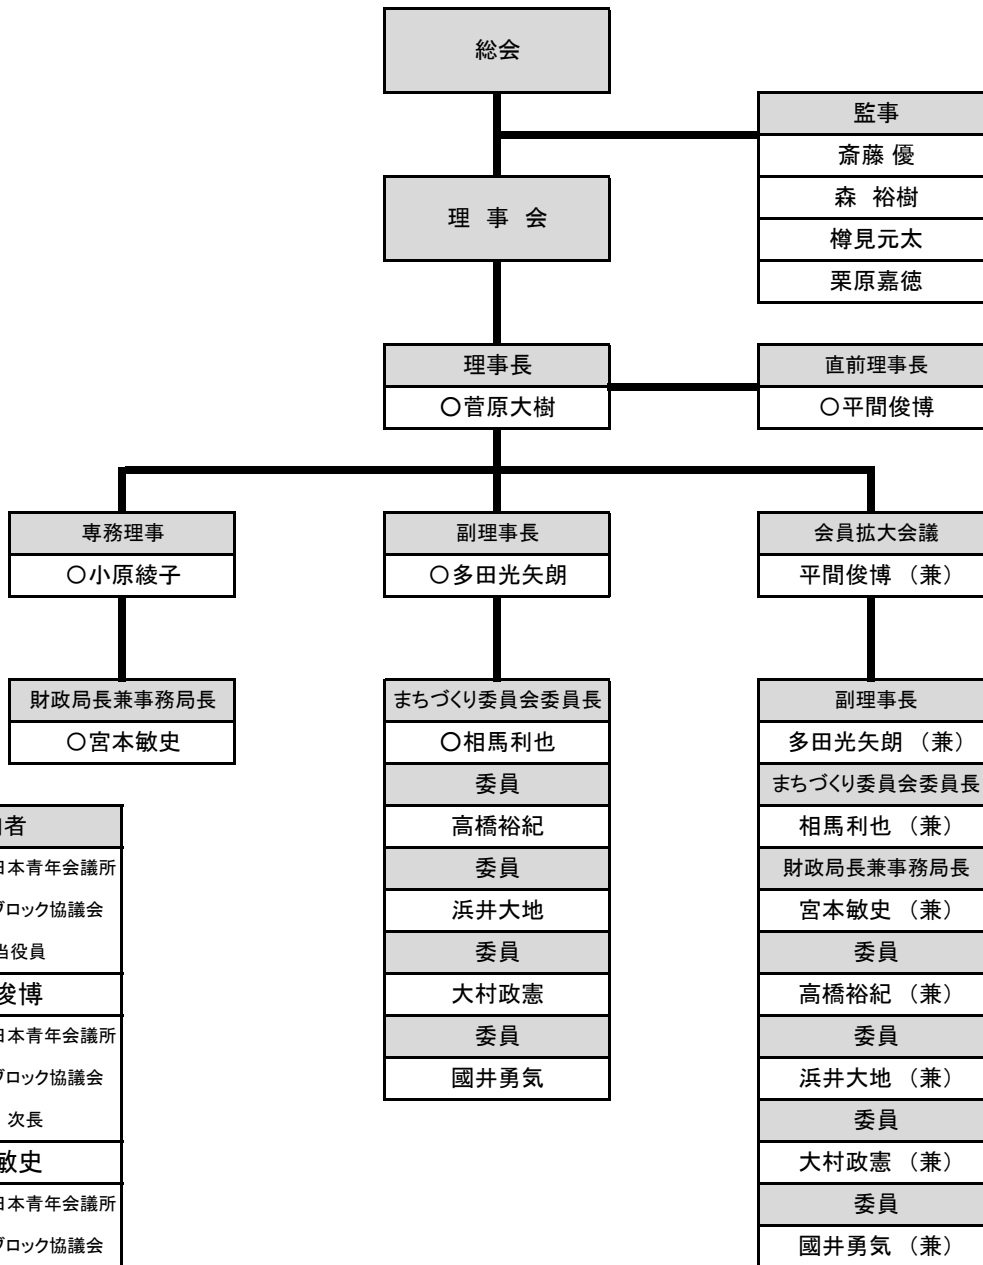 総会
監事
斎藤 優
森 裕樹
樽見元太
栗原嘉徳
理 事 会
理事長
〇菅原大樹
直前理事長
〇平間俊博
専務理事
〇小原綾子
財政局長兼事務局長
〇宮本敏史
副理事長
〇多田光矢朗
まちづくり委員会委員長
〇相馬利也
委員
高橋裕紀
委員
浜井大地
委員
大村政憲
委員
國井勇気
会員拡大会議
平間俊博 (兼)
副理事長
多田光矢朗 (兼)
まちづくり委員会委員長
相馬利也 (兼)
財政局長兼事務局長
宮本敏史 (兼)
委員
高橋裕紀 (兼)
委員
浜井大地 (兼)
委員
大村政憲 (兼)
委員
國井勇気 (兼)
者
本青年会議所
ブロック協議会
役員
俊博
本青年会議所
ブロック協議会
次長
敏史
本青年会議所
ブロック協議会